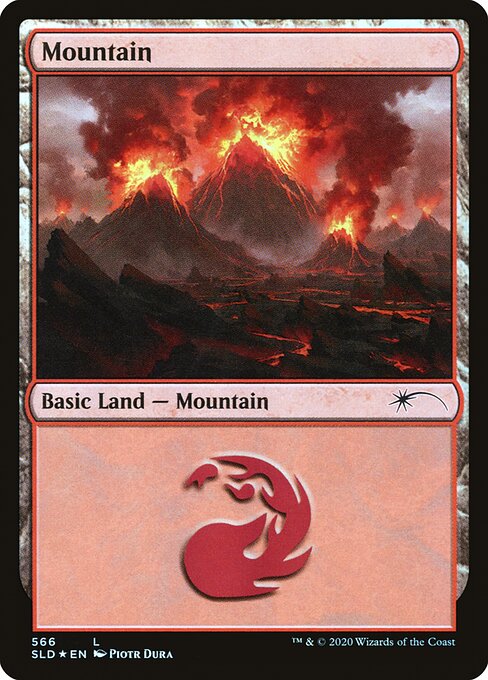 Mountain
Basic Land — Mountain
566 L
SLD ★ EN Piotr Dura
™ & © 2020 Wizards of the Coast